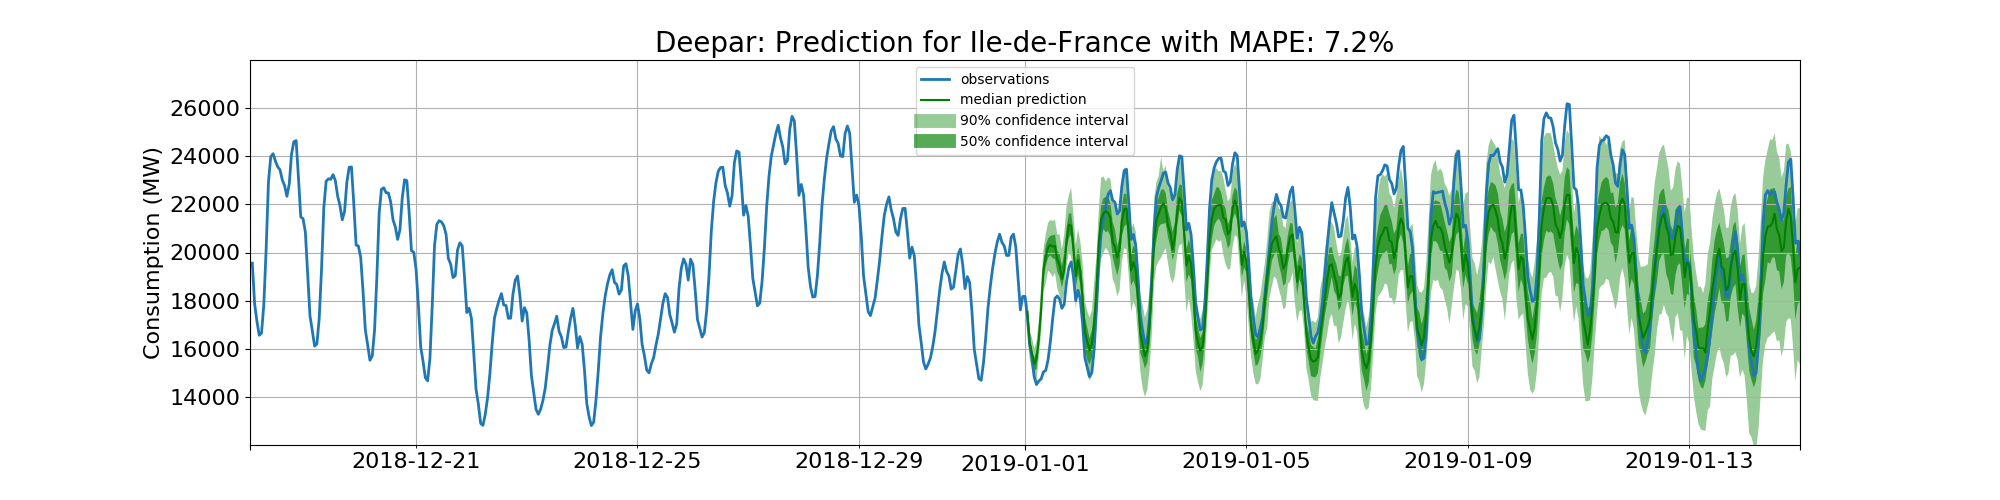 Deepar: Prediction for Ile-de-France with MAPE: 7.2%
observations
median prediction
90% confidence interval
50% confidence interval
Consumption (MW)
26000
24000
22000
20000
18000
16000
14000
2018-12-21
2018-12-25
2018-12-29
2019-01-01
2019-01-05
2019-01-09
2019-01-13